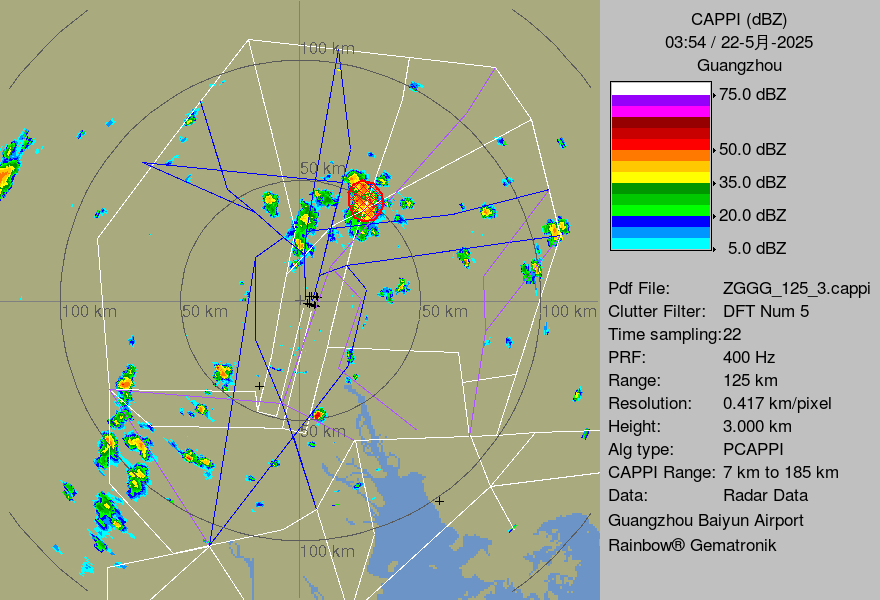 CAPPI (dBZ)
03:54 / 22-5月-2025
Guangzhou
75.0 dBZ
50.0 dBZ
35.0 dBZ
20.0 dBZ
5.0 dBZ
Pdf File: ZGGG_125_3.cappi
Clutter Filter: DFT Num 5
Time sampling:22
PRF: 400 Hz
Range: 125 km
Resolution: 0.417 km/pixel
Height: 3.000 km
Alg type: PCAPPI
CAPPI Range: 7 km to 185 km
Data: Radar Data
Guangzhou Baiyun Airport
Rainbow® Gematronik
100 km
50 km
100 km
50 km
50 km
100 km
50 km
100 km